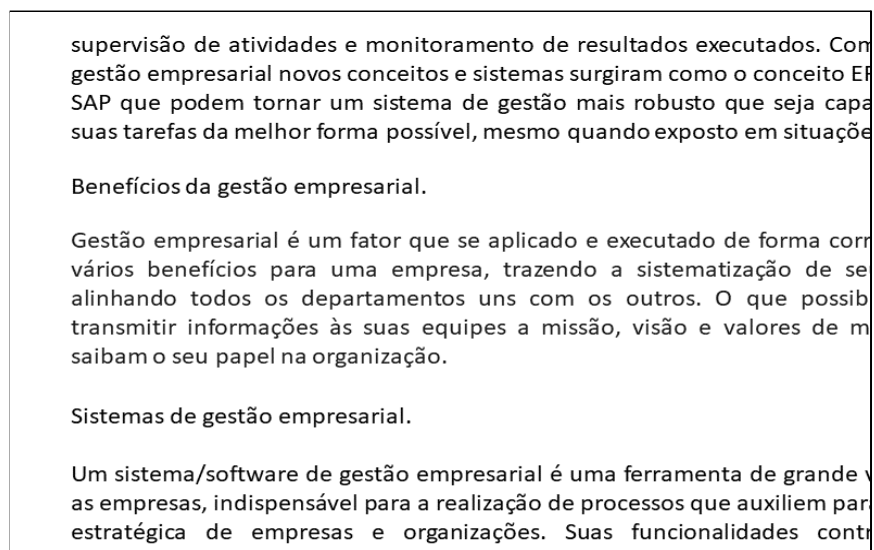 supervisão de atividades e monitoramento de resultados executados.
gestão empresarial novos conceitos e sistemas surgiram como o conceito
SAP que podem tornar um sistema de gestão mais robusto que seja
suas tarefas da melhor forma possível, mesmo quando exposto em
Benefícios da gestão empresarial.
Gestão empresarial é um fator que se aplicado e executado de forma
vários benefícios para uma empresa, trazendo a sistematização de
alinhando todos os departamentos uns com os outros. O que
transmitir informações às suas equipes a missão, visão e valores de
saibam o seu papel na organização.
Sistemas de gestão empresarial.
Um sistema/software de gestão empresarial é uma ferramenta de grande
as empresas, indispensável para a realização de processos que auxiliem
estratégica de empresas e organizações. Suas funcionalidades